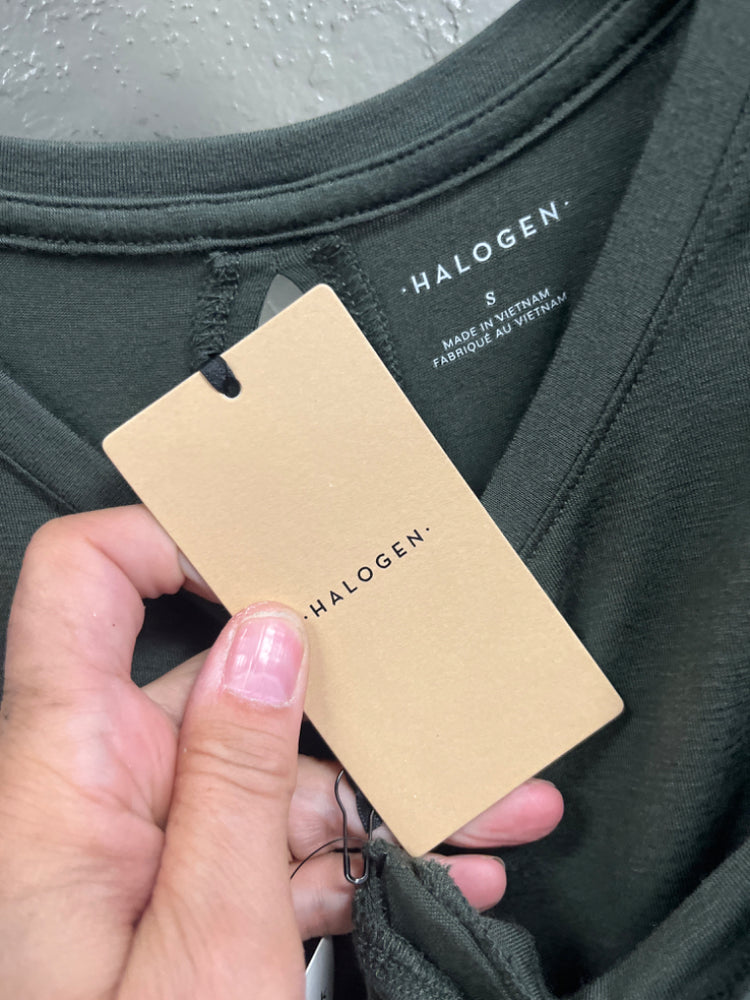 ·HALOGEN·
S
MADE IN VIETNAM
FABRIQUÉ AU VIETNAM
·HALOGEN·